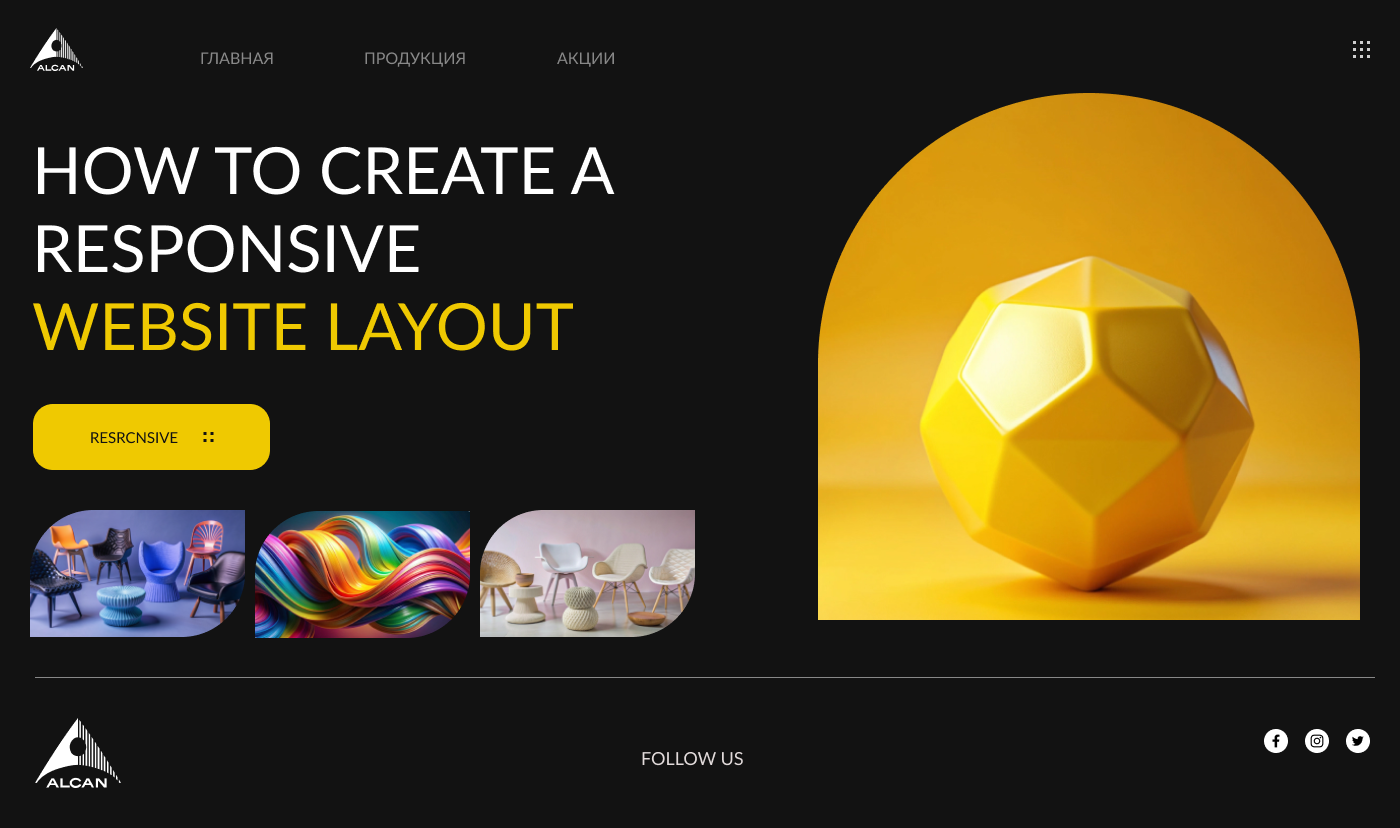 ALCAN
ГЛАВНАЯ ПРОДУКЦИЯ АКЦИИ
HOW TO CREATE A
RESPONSIVE
WEBSITE LAYOUT
RESRCNSIVE
ALCAN
FOLLOW US